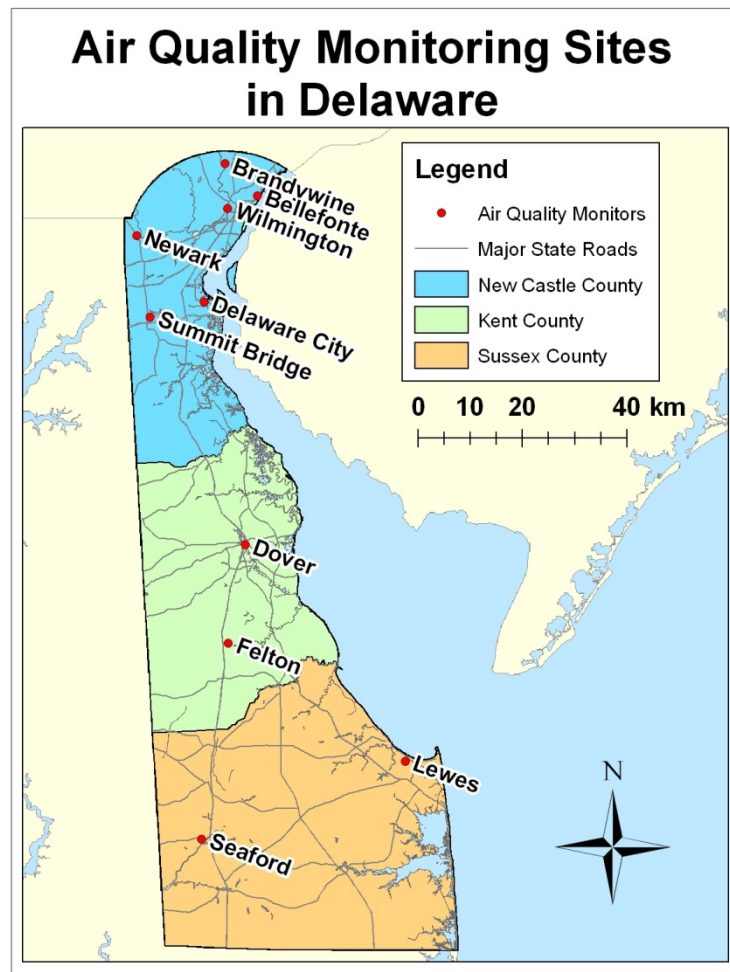 Air Quality Monitoring Sites
in Delaware
Legend
Air Quality Monitors
Major State Roads
New Castle County
Kent County
Sussex County
0 10 20 40 km
Brandywine
Bellefonte
Wilmington
Newark
Delaware City
Summit Bridge
Dover
Felton
Lewes
N
Seaford